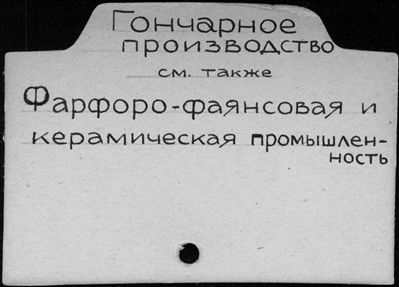 Гончарное
производство
см. также
Фарфоро-фаянсовая и
керамическая промышлен-
ность